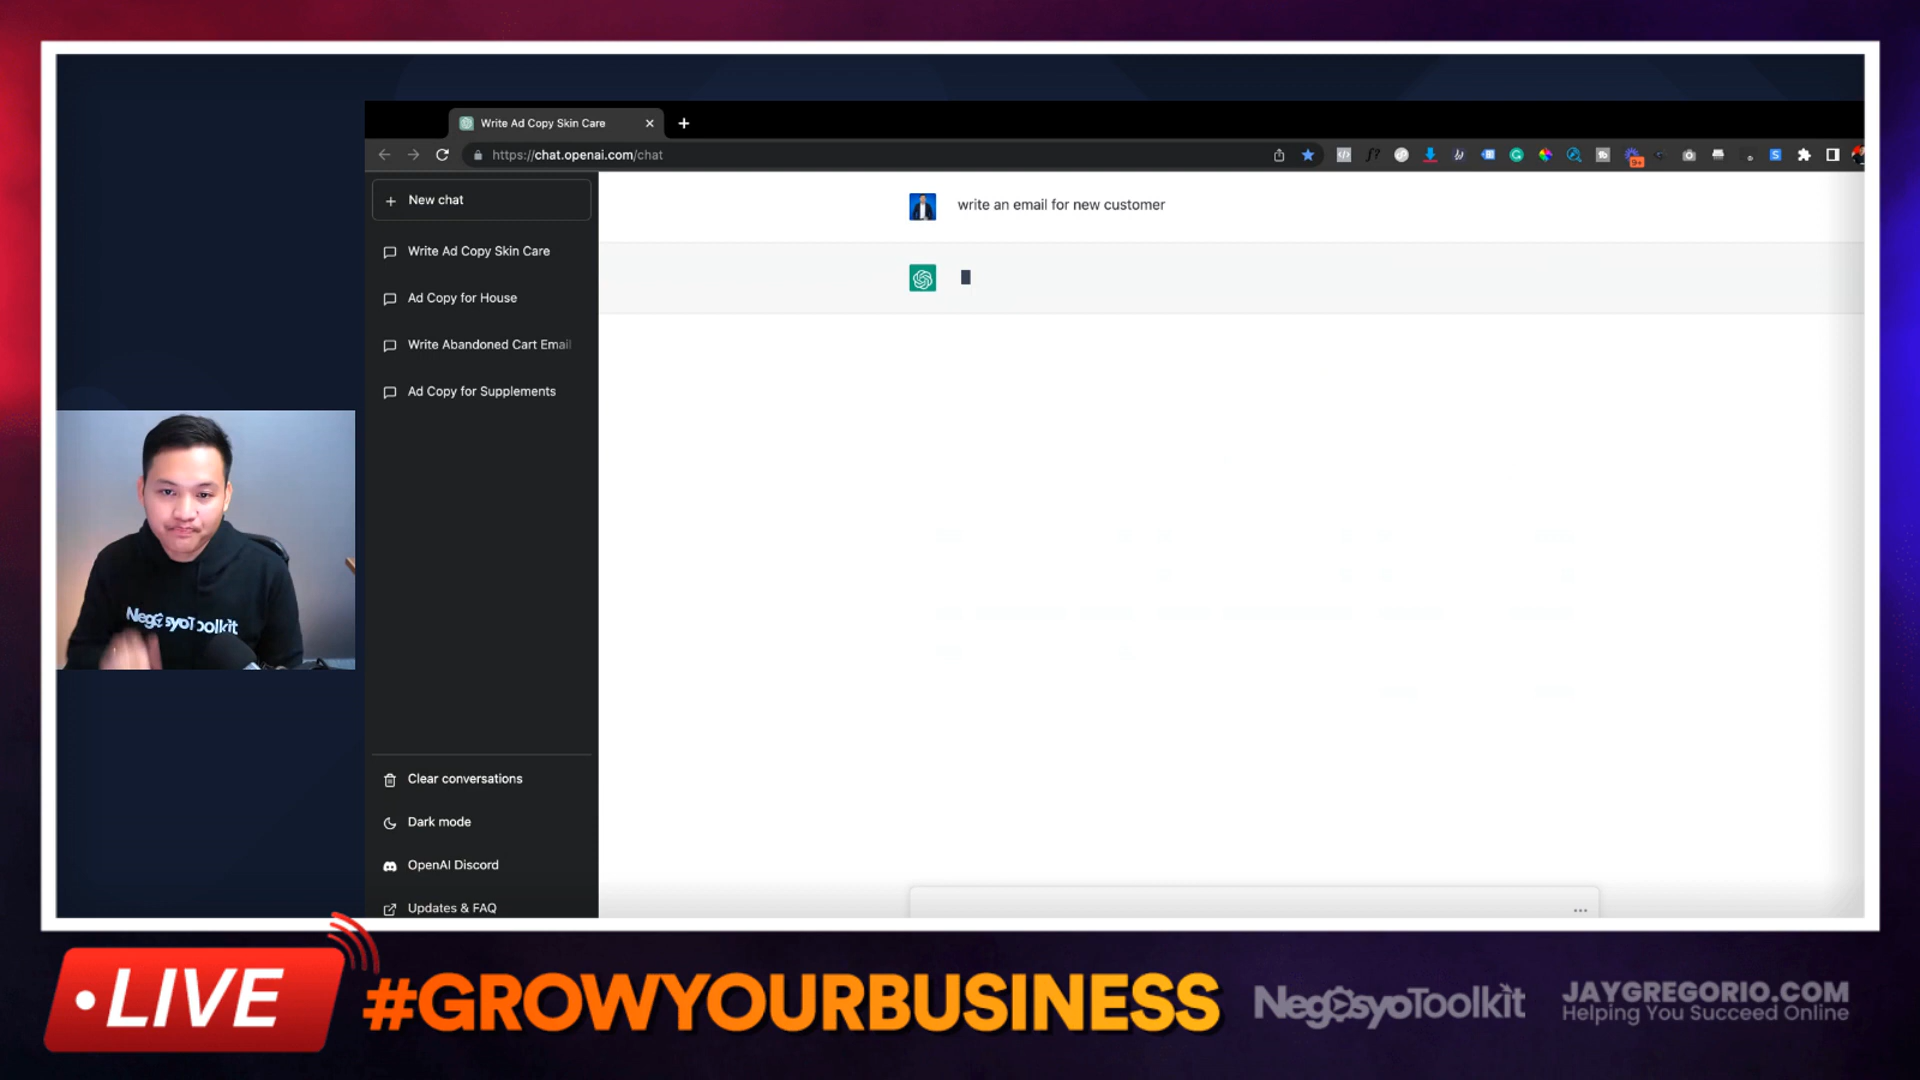 Write Ad Copy Skin Care
https://chat.openai.com/chat
9+
New chat
Write Ad Copy Skin Care
Ad Copy for House
Write Abandoned Cart Email
Ad Copy for Supplements
Clear conversations
Dark mode
OpenAI Discord
Updates & FAQ
write an email for new customer
NegosyoToolkit
LIVE
#GROWYOURBUSINESS
NegosyoToolkit
JAYGREGORIO.COM
Helping You Succeed Online